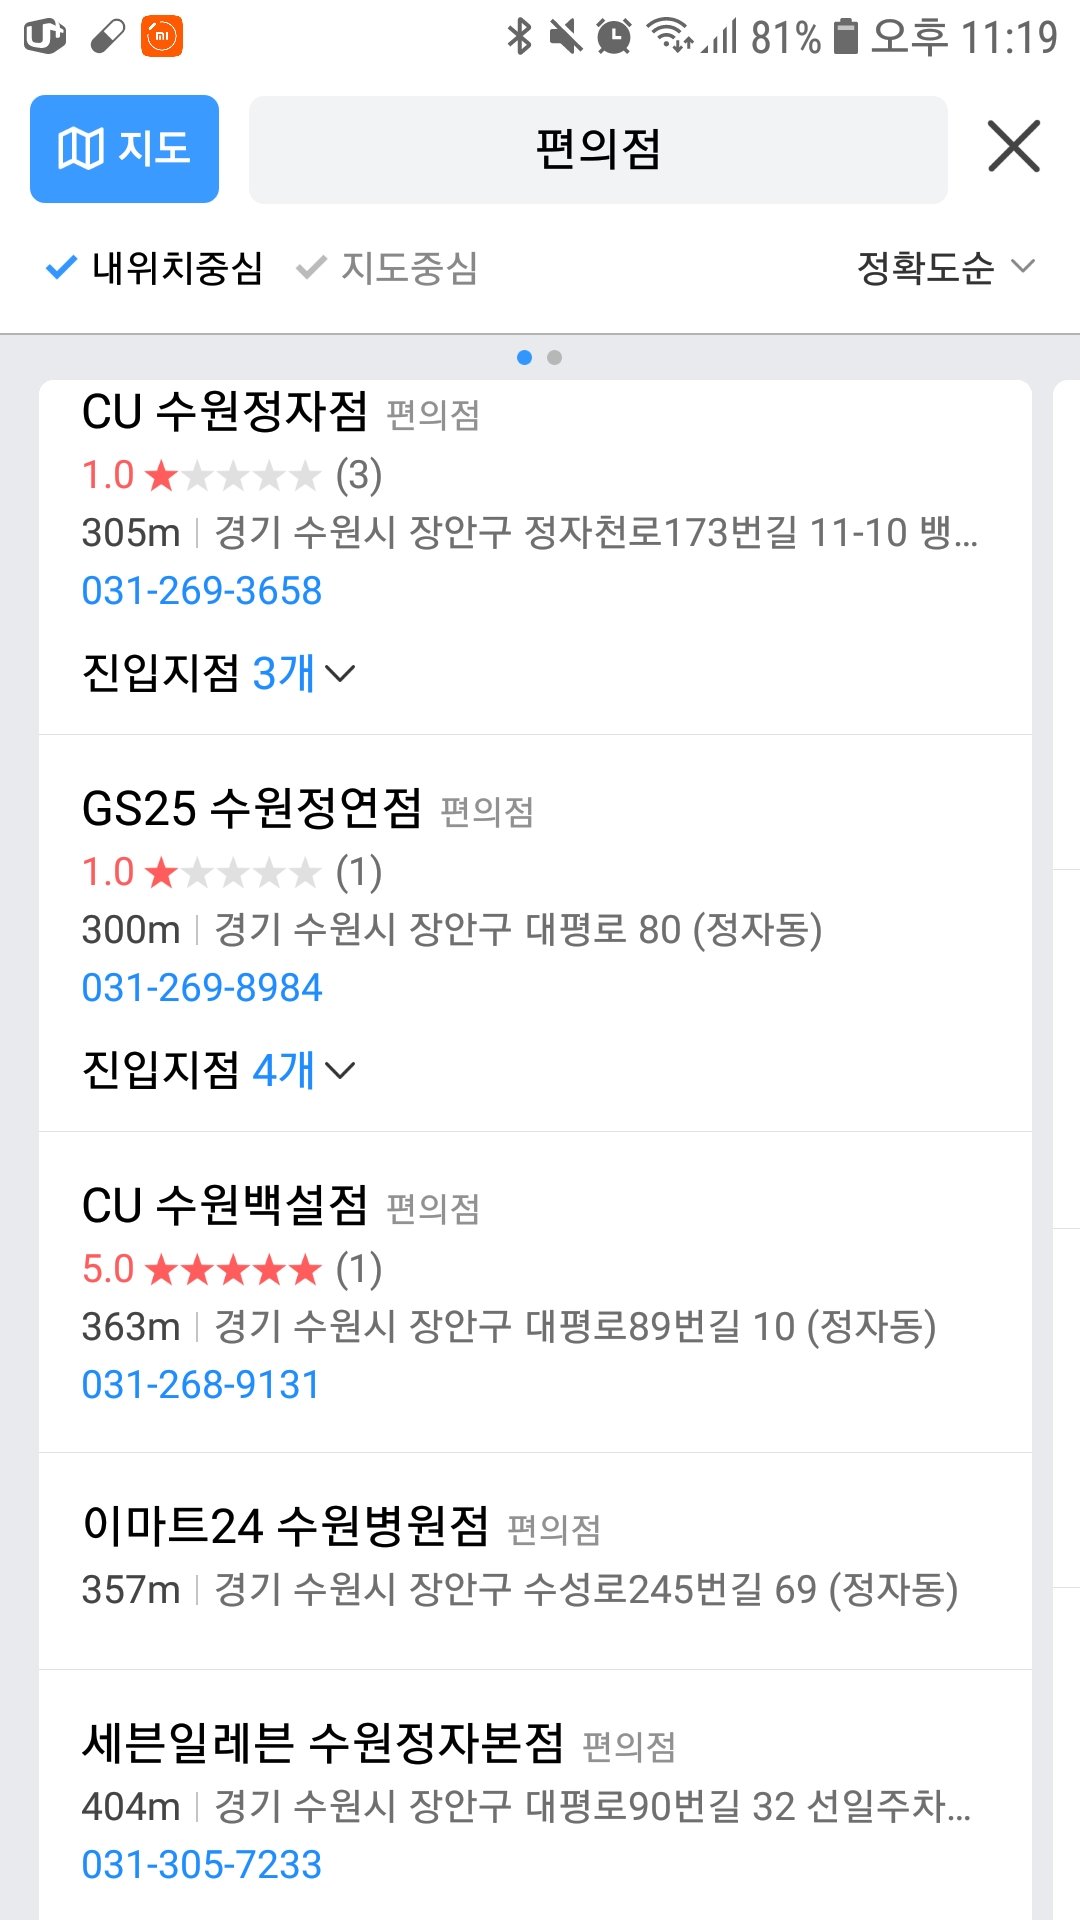 U+ mi 81% 오후 11:19
지도 편의점
내위치중심 지도중심 정확도순
CU 수원정자점 편의점
1.0 (3)
305m 경기 수원시 장안구 정자천로173번길 11-10 뱅...
031-269-3658
진입지점 3개
GS25 수원정연점 편의점
1.0 (1)
300m 경기 수원시 장안구 대평로 80 (정자동)
031-269-8984
진입지점 4개
CU 수원백설점 편의점
5.0 (1)
363m 경기 수원시 장안구 대평로89번길 10 (정자동)
031-268-9131
이마트24 수원병원점 편의점
357m 경기 수원시 장안구 수성로245번길 69 (정자동)
세븐일레븐 수원정자본점 편의점
404m 경기 수원시 장안구 대평로90번길 32 선일주차...
031-305-7233